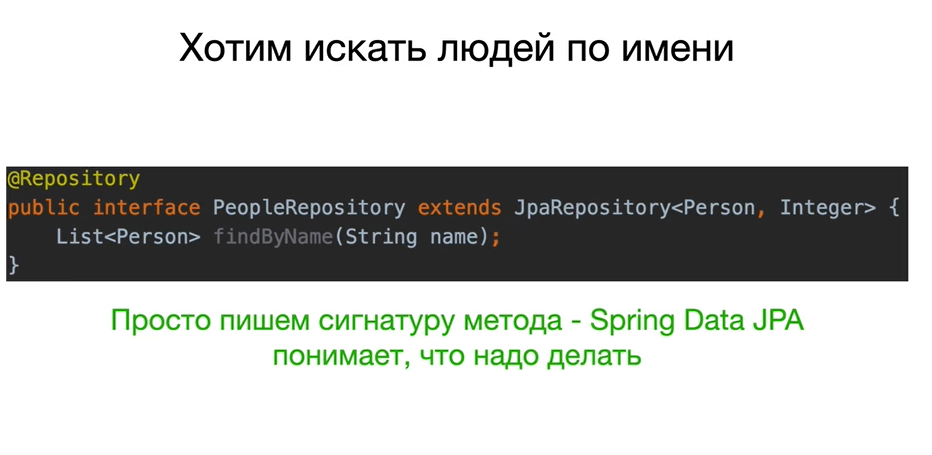 Хотим искать людей по имени
@Repository
public interface PeopleRepository extends JpaRepository<Person, Integer> {
    List<Person> findByName(String name);
}
Просто пишем сигнатуру метода - Spring Data JPA
понимает, что надо делать